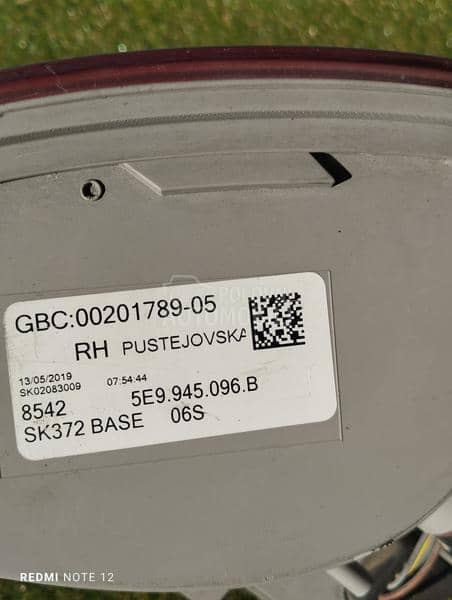 GBC:00201789-05
RH PUSTEJOVSKA
13/05/2019 07:54:44
SK02083009
8542 5E9.945.096.B
SK372 BASE 06S
REDMI NOTE 12